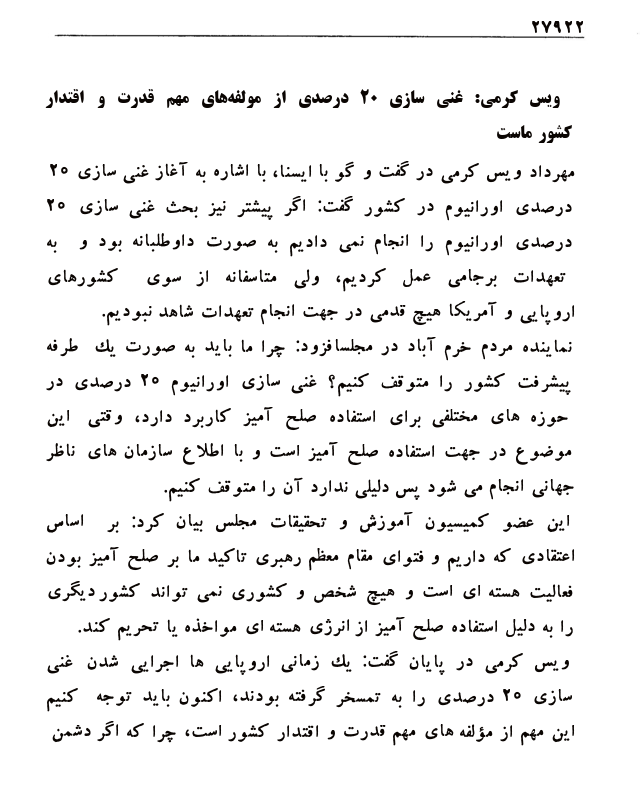 ۲۷۹۲۲
ویس کرمی: غنی سازی ۲۰ درصدی از مولفه‌های مهم قدرت و اقتدار
کشور ماست
مهرداد ویس کرمی در گفت و گو با ایسنا، با اشاره به آغاز غنی سازی ۲۰
درصدی اورانیوم در کشور گفت: اگر پیشتر نیز بحث غنی سازی ۲۰
درصدی اورانیوم را انجام نمی دادیم به صورت داوطلبانه بود و به
تعهدات برجامی عمل کردیم، ولی متاسفانه از سوی کشورهای
اروپایی و آمریکا هیچ قدمی در جهت انجام تعهدات شاهد نبودیم.
نماینده مردم خرم آباد در مجلسافزود: چرا ما باید به صورت یك طرفه
پیشرفت کشور را متوقف کنیم؟ غنی سازی اورانیوم ۲۰ درصدی در
حوزه های مختلفی برای استفاده صلح آمیز کاربرد دارد، وقتی این
موضوع در جهت استفاده صلح آمیز است و با اطلاع سازمان های ناظر
جهانی انجام می شود پس دلیلی ندارد آن را متوقف کنیم.
این عضو کمیسیون آموزش و تحقیقات مجلس بیان کرد: بر اساس
اعتقادی که داریم و فتوای مقام معظم رهبری تاکید ما بر صلح آمیز بودن
فعالیت هسته ای است و هیچ شخص و کشوری نمی تواند کشور دیگری
را به دلیل استفاده صلح آمیز از انرژی هسته ای مواخذه یا تحریم کند.
ویس کرمی در پایان گفت: یك زمانی اروپایی ها اجرایی شدن غنی
سازی ۲۰ درصدی را به تمسخر گرفته بودند، اکنون باید توجه کنیم
این مهم از مؤلفه های مهم قدرت و اقتدار کشور است، چرا که اگر دشمن